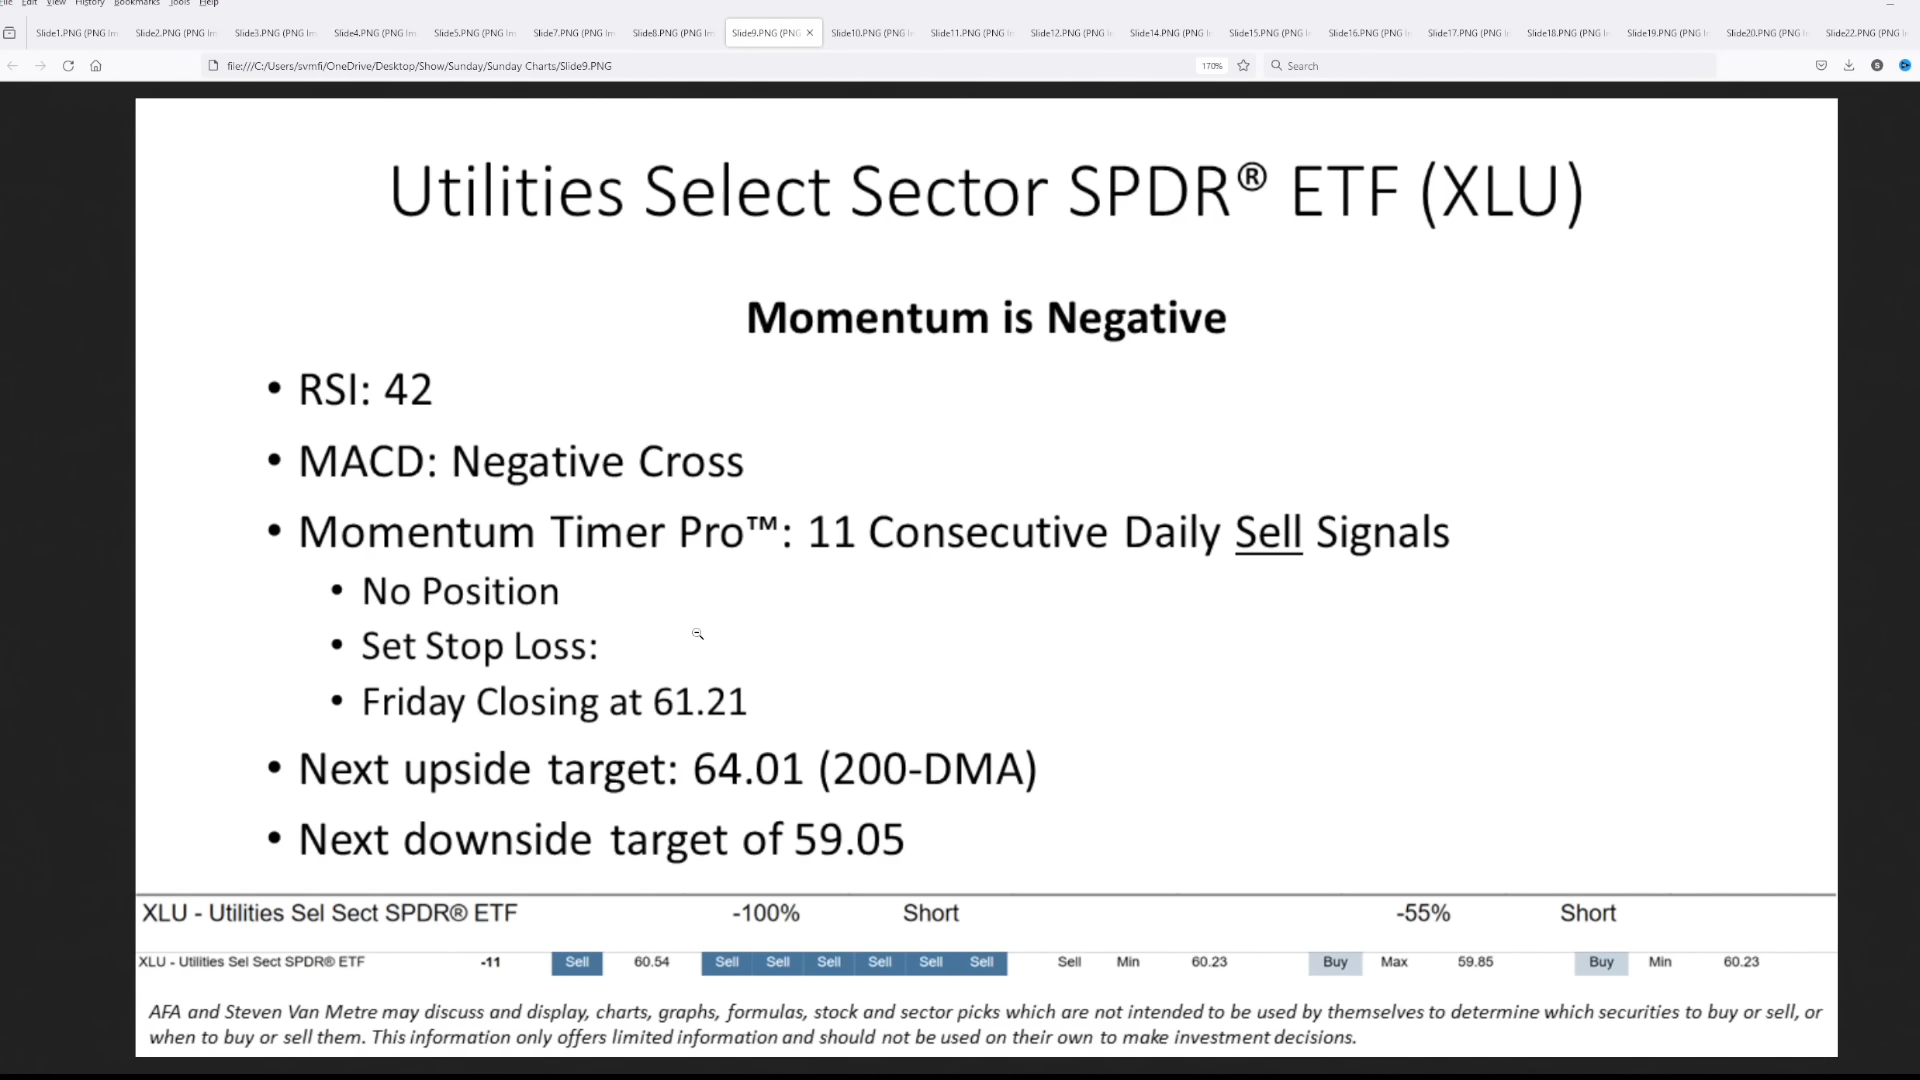 File Edit View History Bookmarks Tools Help
Slide1.PNG (PNG Im Slide2.PNG (PNG Im Slide3.PNG (PNG Im Slide4.PNG (PNG Im Slide5.PNG (PNG Im Slide7.PNG (PNG Im Slide8.PNG (PNG Im Slide9.PNG (PNG Slide10.PNG (PNG I Slide11.PNG (PNG I Slide12.PNG (PNG I Slide14.PNG (PNG I Slide15.PNG (PNG I Slide16.PNG (PNG I Slide17.PNG (PNG I Slide18.PNG (PNG I Slide19.PNG (PNG I Slide20.PNG (PNG I Slide22.PNG (PNG I
file:///C:/Users/svmfi/OneDrive/Desktop/Show/Sunday/Sunday Charts/Slide9.PNG 170% Search S
Utilities Select Sector SPDR® ETF (XLU)
Momentum is Negative
• RSI: 42
• MACD: Negative Cross
• Momentum Timer Pro™: 11 Consecutive Daily Sell Signals
• No Position
• Set Stop Loss:
• Friday Closing at 61.21
• Next upside target: 64.01 (200-DMA)
• Next downside target of 59.05
XLU - Utilities Sel Sect SPDR® ETF -100% Short -55% Short
XLU - Utilities Sel Sect SPDR® ETF -11 Sell 60.54 Sell Sell Sell Sell Sell Sell Sell Min 60.23 Buy Max 59.85 Buy Min 60.23
AFA and Steven Van Metre may discuss and display, charts, graphs, formulas, stock and sector picks which are not intended to be used by themselves to determine which securities to buy or sell, or
when to buy or sell them. This information only offers limited information and should not be used on their own to make investment decisions.